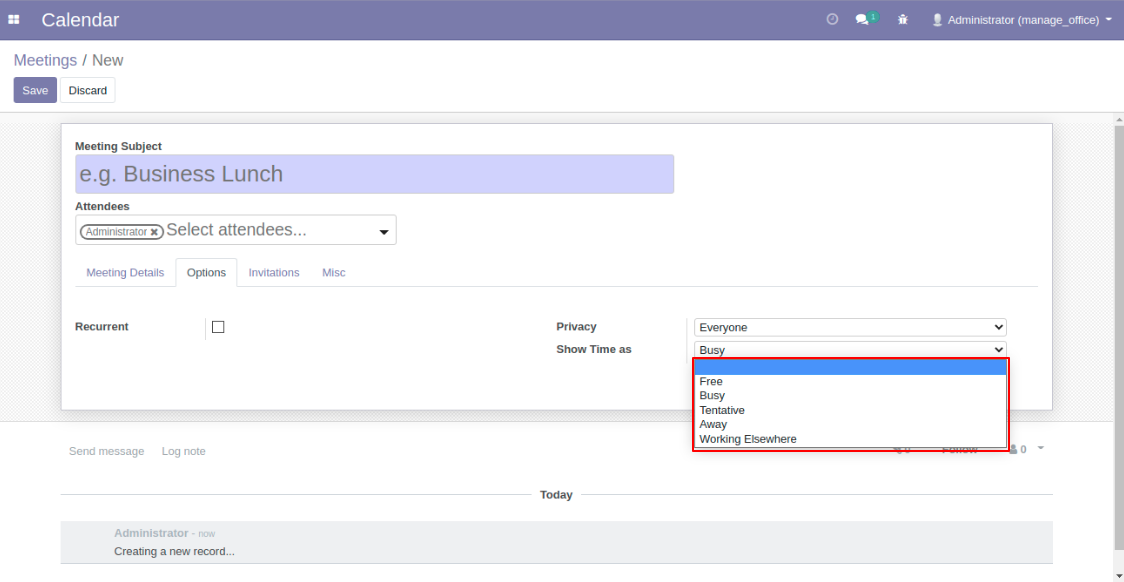 Calendar
1
Administrator (manage_office)
Meetings / New
Save Discard
Meeting Subject
e.g. Business Lunch
Attendees
Administrator Select attendees...
Meeting Details Options Invitations Misc
Recurrent
Privacy Everyone
Show Time as Busy
Free
Busy
Tentative
Away
Working Elsewhere
Send message Log note 0 Follow 0
Today
Administrator - now
Creating a new record...